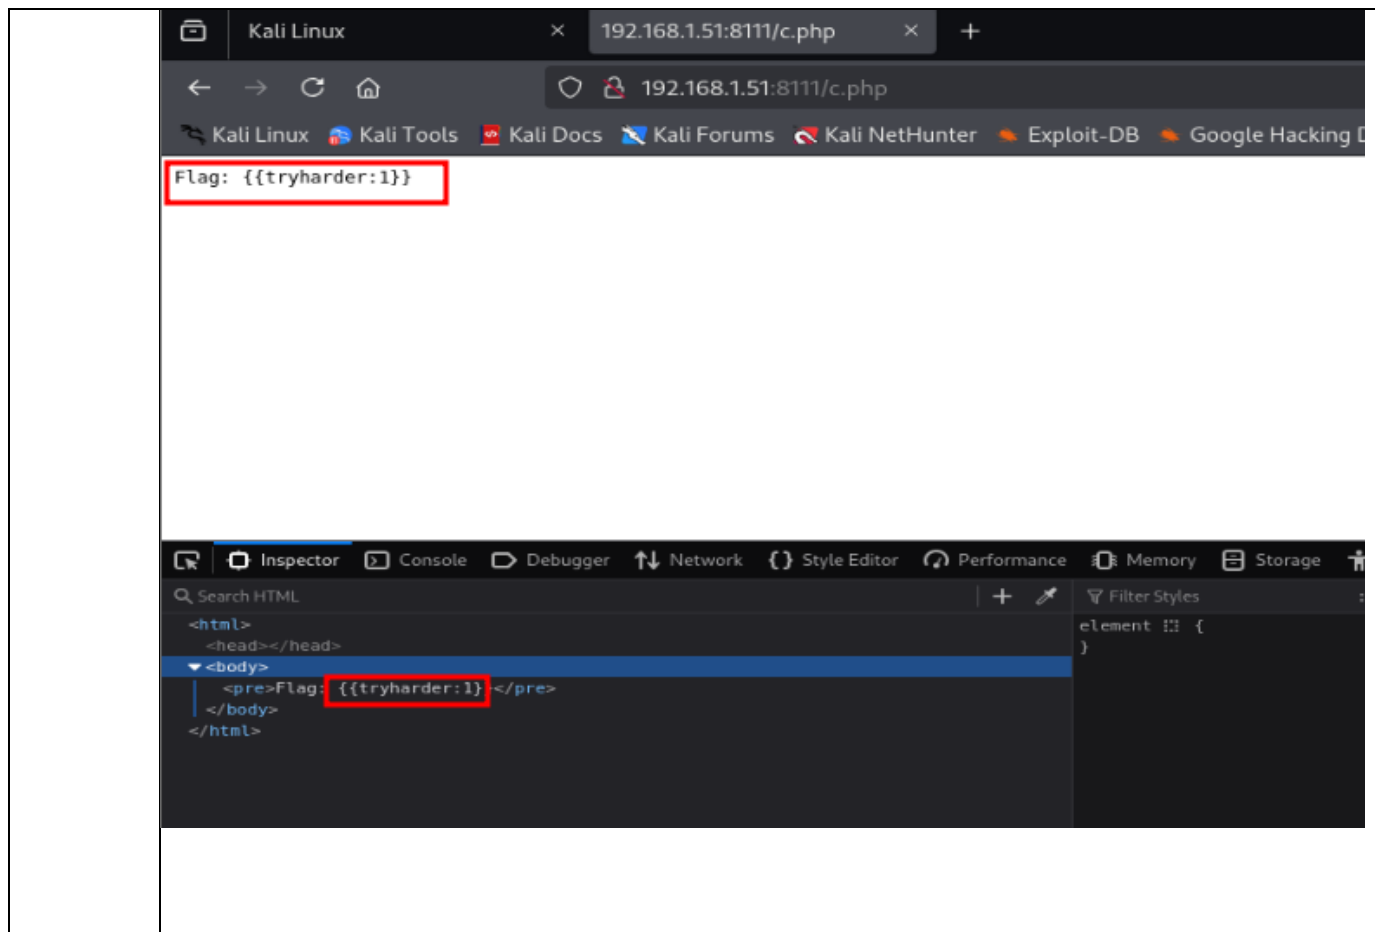 Kali Linux
192.168.1.51:8111/c.php
192.168.1.51:8111/c.php
Kali Linux Kali Tools Kali Docs Kali Forums Kali NetHunter Exploit-DB Google Hacking
Flag: {{tryharder:1}}
Inspector Console Debugger Network {} Style Editor Performance Memory Storage
Search HTML + Filter Styles
<html> element {
<head></head> }
<body>
<pre>Flag: {{tryharder:1}}</pre>
</body>
</html>